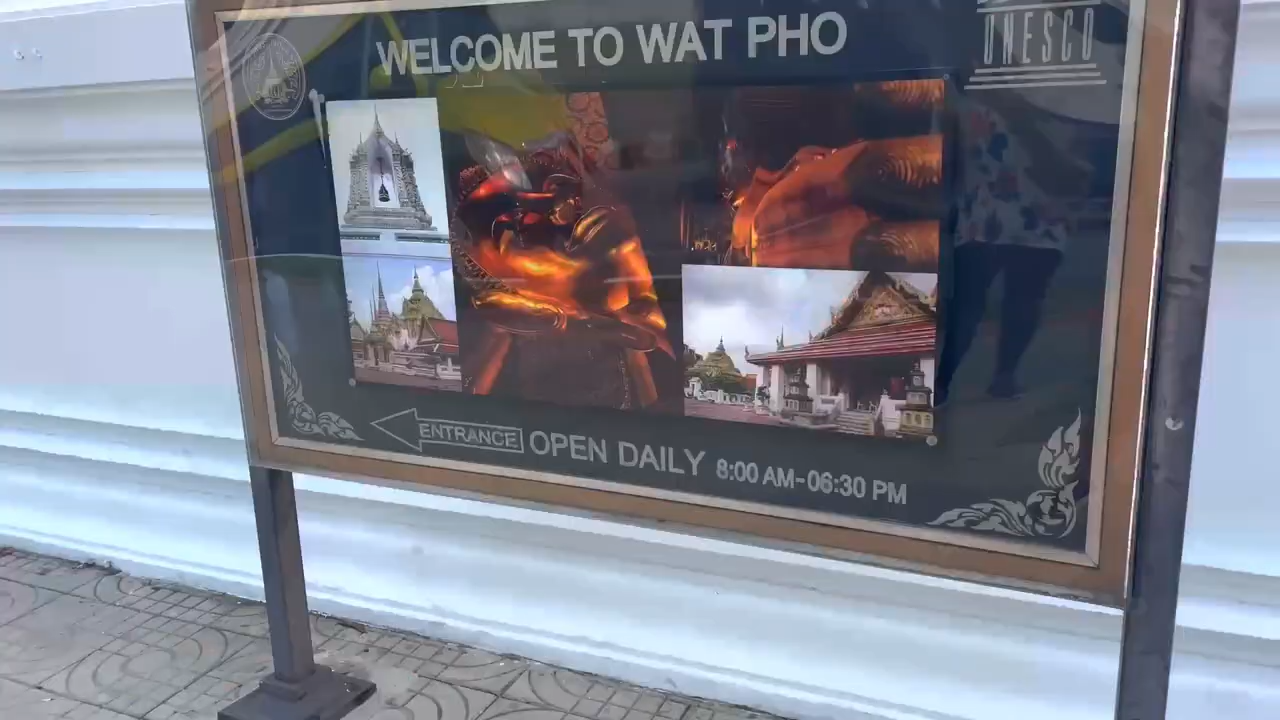 WELCOME TO WAT PHO
UNESCO
ENTRANCE OPEN DAILY 8:00 AM-06:30 PM